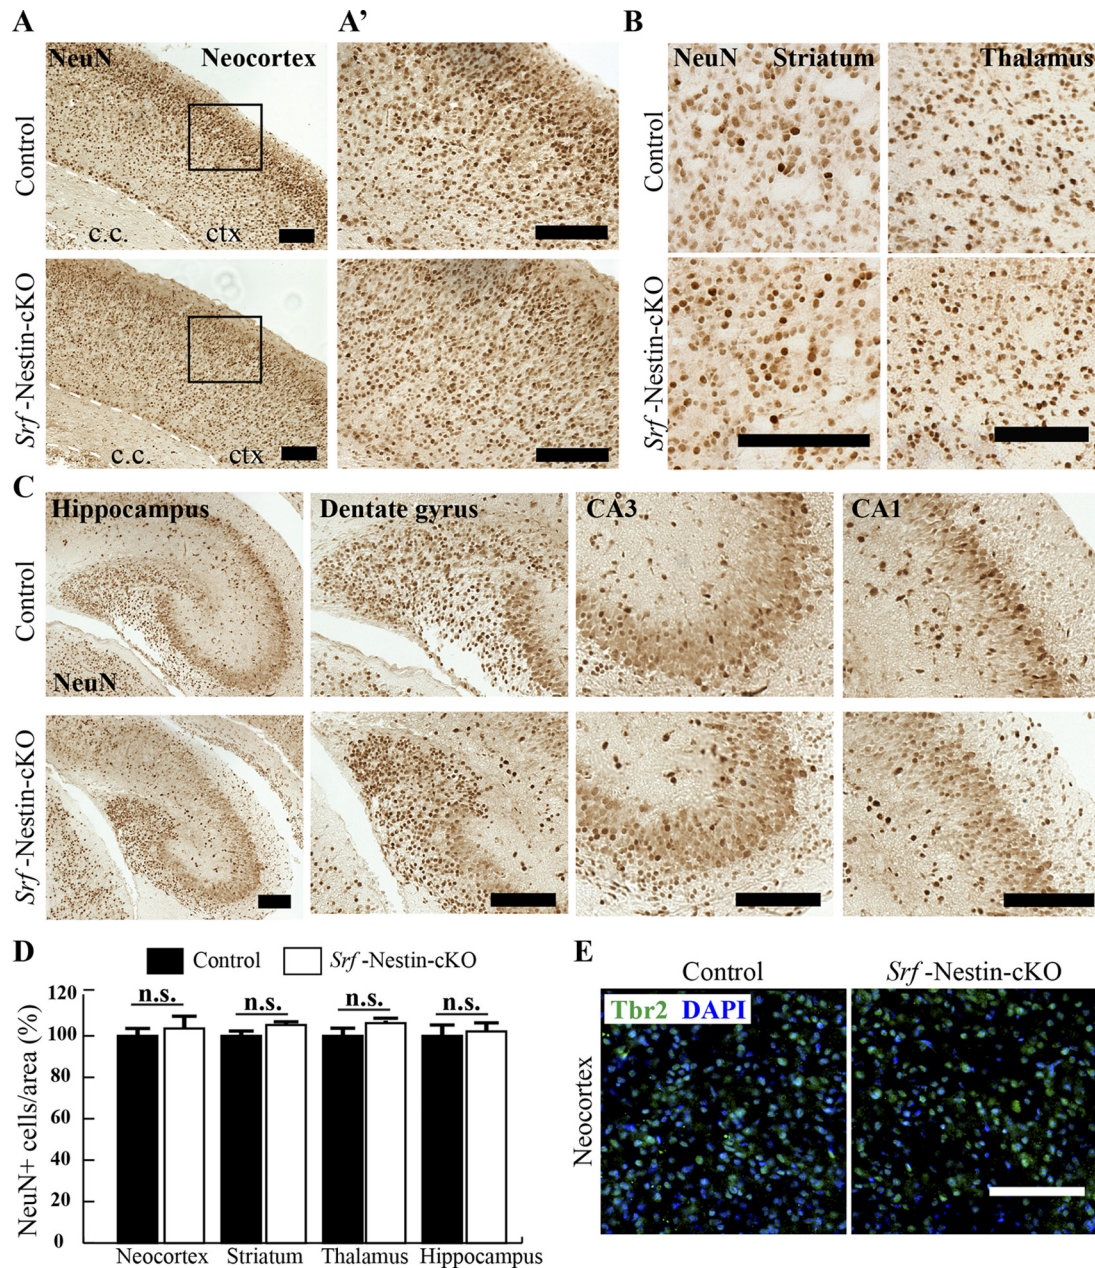 A
A’
B
NeuN Neocortex
NeuN Striatum
Thalamus
Control
Control
c.c. ctx
Srf-Nestin-cKO
Srf-Nestin-cKO
c.c. ctx
C
Hippocampus
Dentate gyrus
CA3
CA1
Control
NeuN
Srf-Nestin-cKO
D
Control
Srf-Nestin-cKO
NeuN+ cells/area (%)
120
100
80
60
40
20
0
n.s.
n.s.
n.s.
n.s.
Neocortex Striatum Thalamus Hippocampus
E
Control
Srf-Nestin-cKO
Tbr2 DAPI
Neocortex